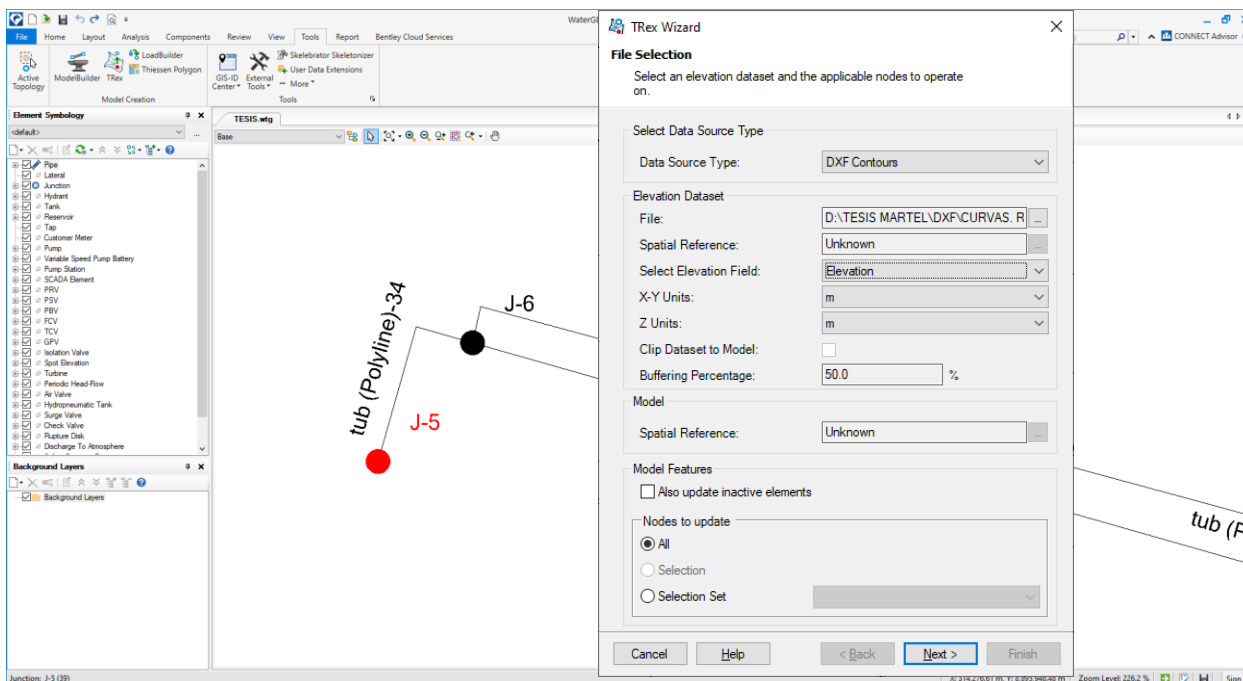 WaterGE
File Home Layout Analysis Components Review View Tools Report Bentley Cloud Services
CONNECT Advisor
Active Topology
ModelBuilder
TRex
LoadBuilder
Thiessen Polygon
Model Creation
GIS-ID Center
External Tools
Skelebrator Skeletonizer
User Data Extensions
More
Tools
Element Symbology
<default>
Pipe
Lateral
Junction
Hydrant
Tank
Reservoir
Tap
Customer Meter
Pump
Variable Speed Pump Battery
Pump Station
SCADA Element
PRV
PSV
PBV
FCV
TCV
GPV
Isolation Valve
Spot Elevation
Turbine
Periodic Head-Flow
Air Valve
Hydropneumatic Tank
Surge Valve
Check Valve
Rupture Disk
Discharge To Atmosphere
Background Layers
Background Layers
TESIS.wtg
Base
tub (Polyline)-34
J-6
J-5
tub (P
TRex Wizard
File Selection
Select an elevation dataset and the applicable nodes to operate
on.
Select Data Source Type
Data Source Type: DXF Contours
Elevation Dataset
File: D:\TESIS MARTEL\DXF\CURVAS. R ...
Spatial Reference: Unknown ...
Select Elevation Field: Elevation
X-Y Units: m
Z Units: m
Clip Dataset to Model:
Buffering Percentage: 50.0 %
Model
Spatial Reference: Unknown ...
Model Features
Also update inactive elements
Nodes to update
All
Selection
Selection Set
Cancel Help < Back Next > Finish
Junction: J-5 (39)
X: 314.276.61 m, Y: 8.895.948.48 m Zoom Level: 226.2 % Sign